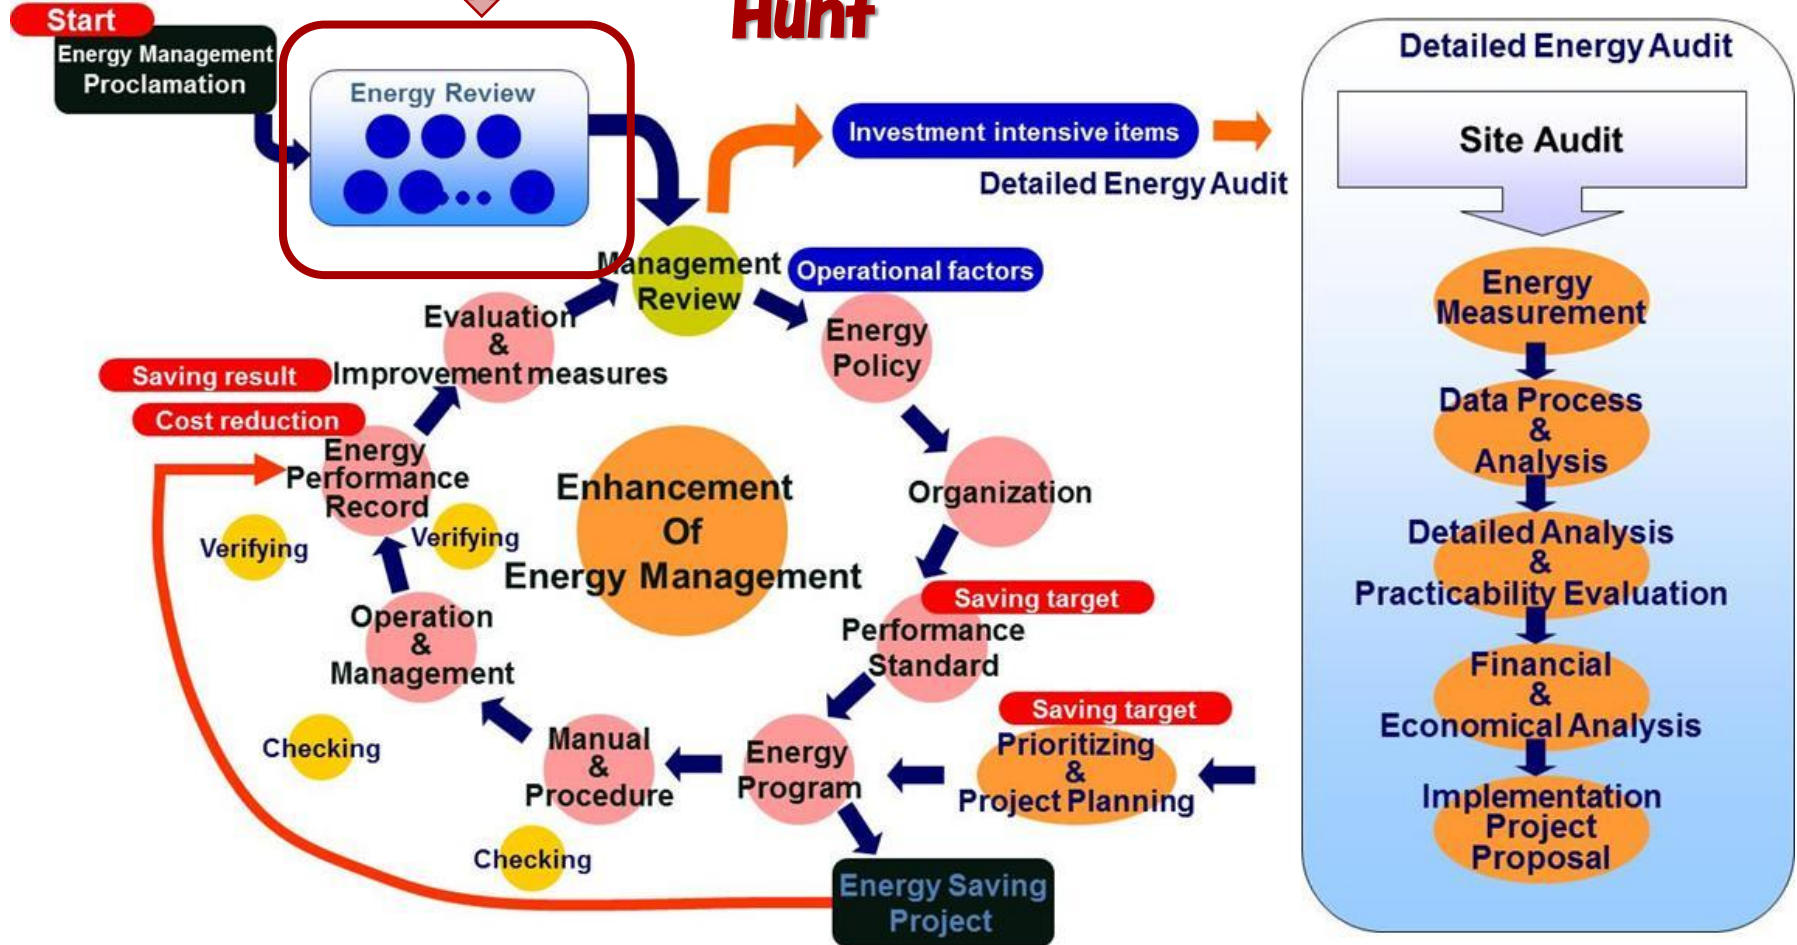 Hunt
Start
Energy Management
Proclamation
Energy Review
Investment intensive items
Detailed Energy Audit
Management
Review
Operational factors
Energy
Policy
Organization
Saving target
Performance
Standard
Saving target
Prioritizing
&
Project Planning
Energy
Program
Energy Saving
Project
Manual
&
Procedure
Checking
Checking
Operation
&
Management
Verifying
Verifying
Energy
Performance
Record
Cost reduction
Saving result
Evaluation
&
Improvement measures
Enhancement
Of
Energy Management
Detailed Energy Audit
Site Audit
Energy
Measurement
Data Process
&
Analysis
Detailed Analysis
&
Practicability Evaluation
Financial
&
Economical Analysis
Implementation
Project
Proposal